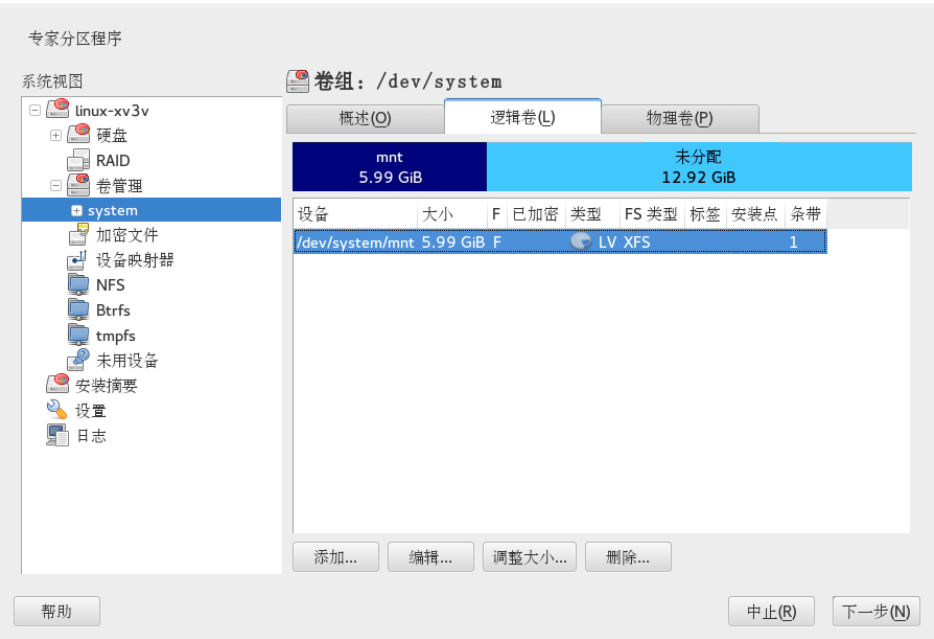 专家分区程序
系统视图
linux-xv3v
硬盘
RAID
卷管理
system
加密文件
设备映射器
NFS
Btrfs
tmpfs
未用设备
安装摘要
设置
日志
卷组：/dev/system
概述(O) 逻辑卷(L) 物理卷(P)
mnt 未分配
5.99 GiB 12.92 GiB
设备 大小 F 已加密 类型 FS 类型 标签 安装点 条带
/dev/system/mnt 5.99 GiB F LV XFS 1
添加... 编辑... 调整大小... 删除...
帮助 中止(R) 下一步(N)